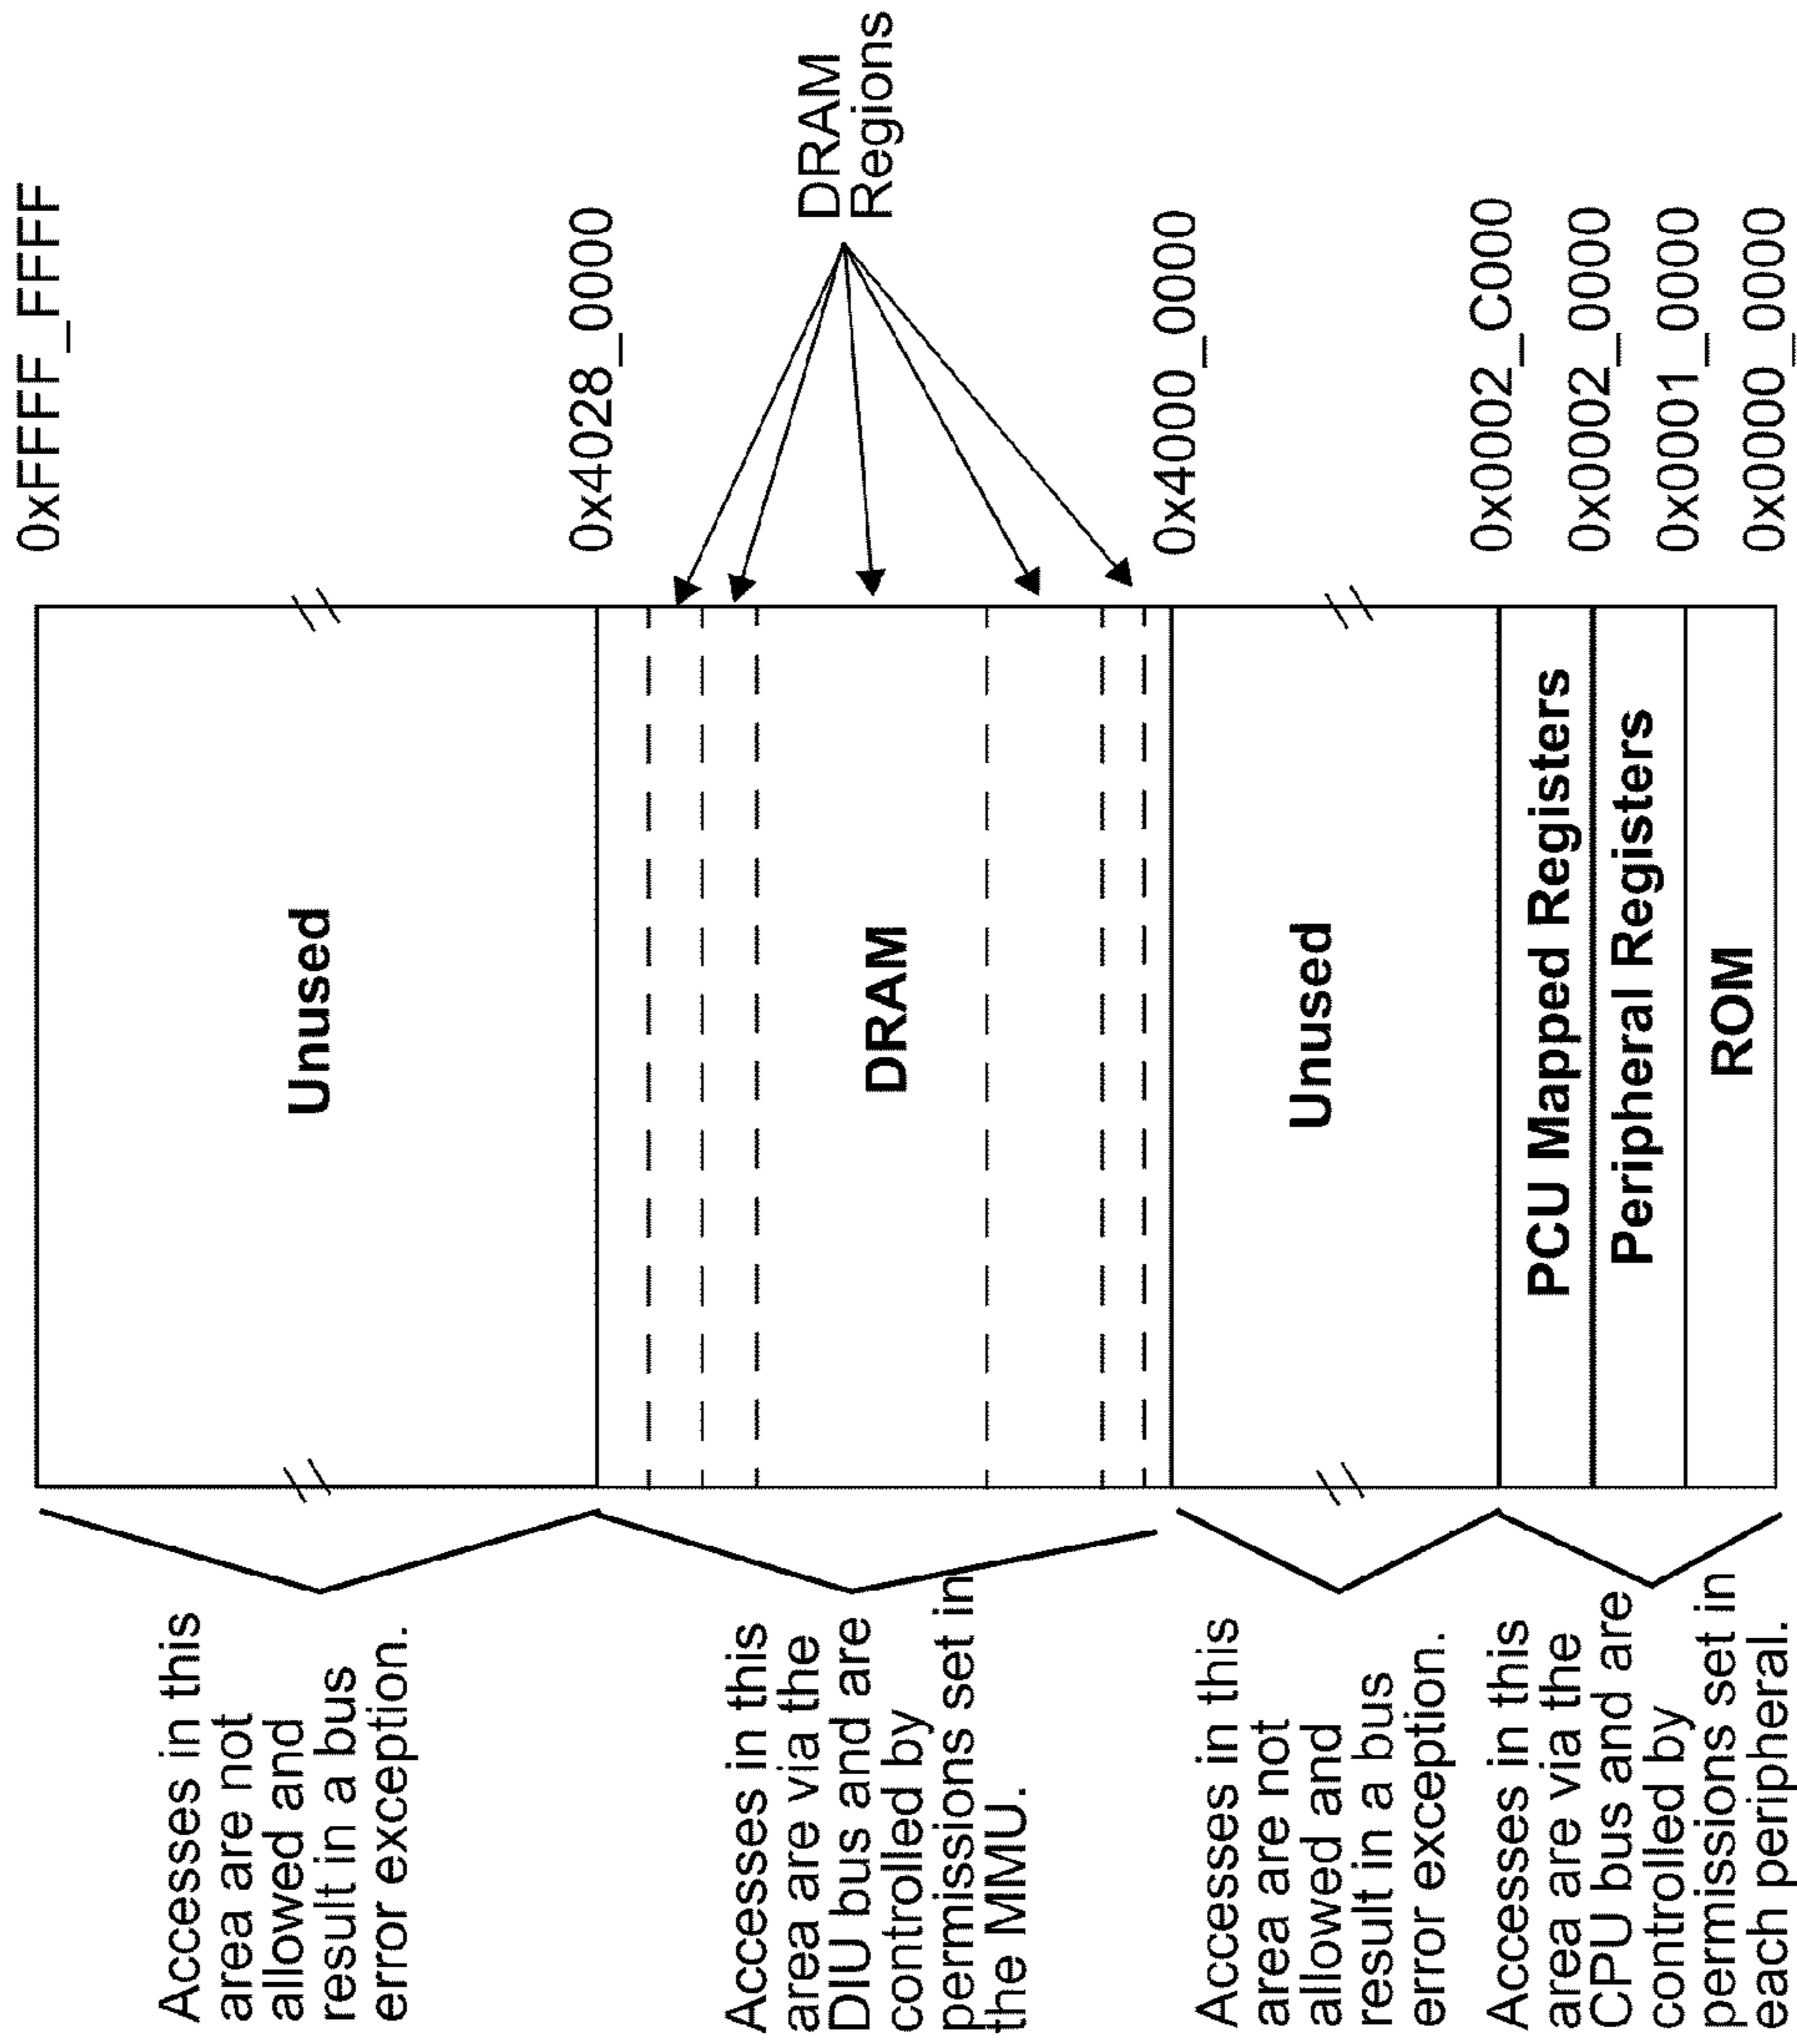 Accesses in this
area are not
allowed and
result in a bus
error exception.
Unused
0xFFFF_FFFF
Accesses in this
area are via the
DIU bus and are
controlled by
permissions set in
the MMU.
DRAM
0x4028_0000
DRAM
Regions
0x4000_0000
Accesses in this
area are not
allowed and
result in a bus
error exception.
Unused
Accesses in this
area are via the
CPU bus and are
controlled by
permissions set in
each peripheral.
PCU Mapped Registers
Peripheral Registers
ROM
0x0002_C000
0x0002_0000
0x0001_0000
0x0000_0000